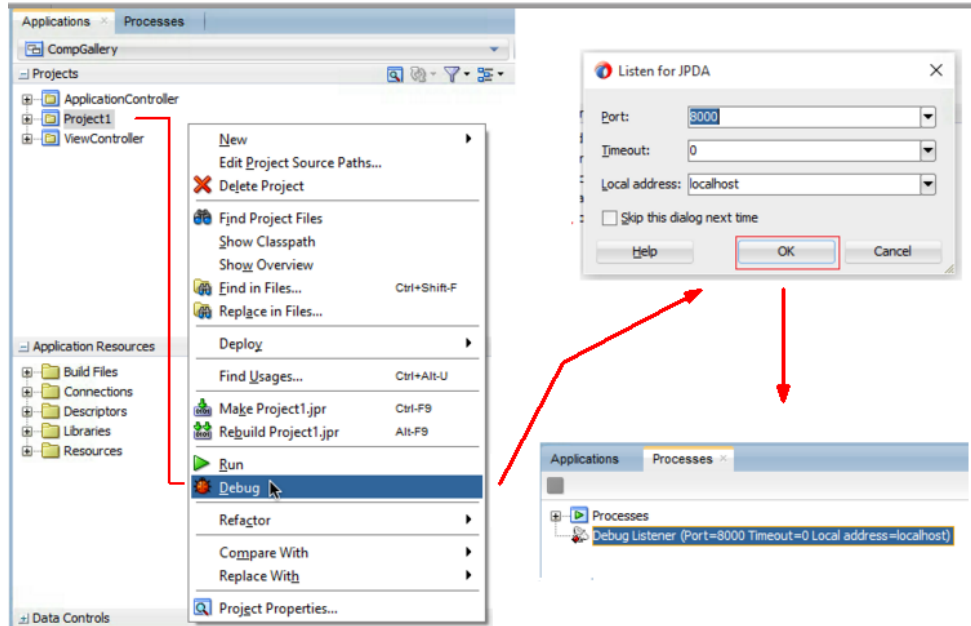 Applications Processes
CompGallery
Projects
ApplicationController
Project1
ViewController
New
Edit Project Source Paths...
Delete Project
Find Project Files
Show Classpath
Show Overview
Find in Files... Ctrl+Shift-F
Replace in Files...
Deploy
Find Usages... Ctrl+Alt-U
Make Project1.jpr Ctrl-F9
Rebuild Project1.jpr Alt-F9
Run
Debug
Refactor
Compare With
Replace With
Project Properties...
Application Resources
Build Files
Connections
Descriptors
Libraries
Resources
Data Controls
Listen for JPDA
Port: 8000
Timeout: 0
Local address: localhost
Skip this dialog next time
Help OK Cancel
Applications Processes
Processes
Debug Listener (Port=8000 Timeout=0 Local address=localhost)